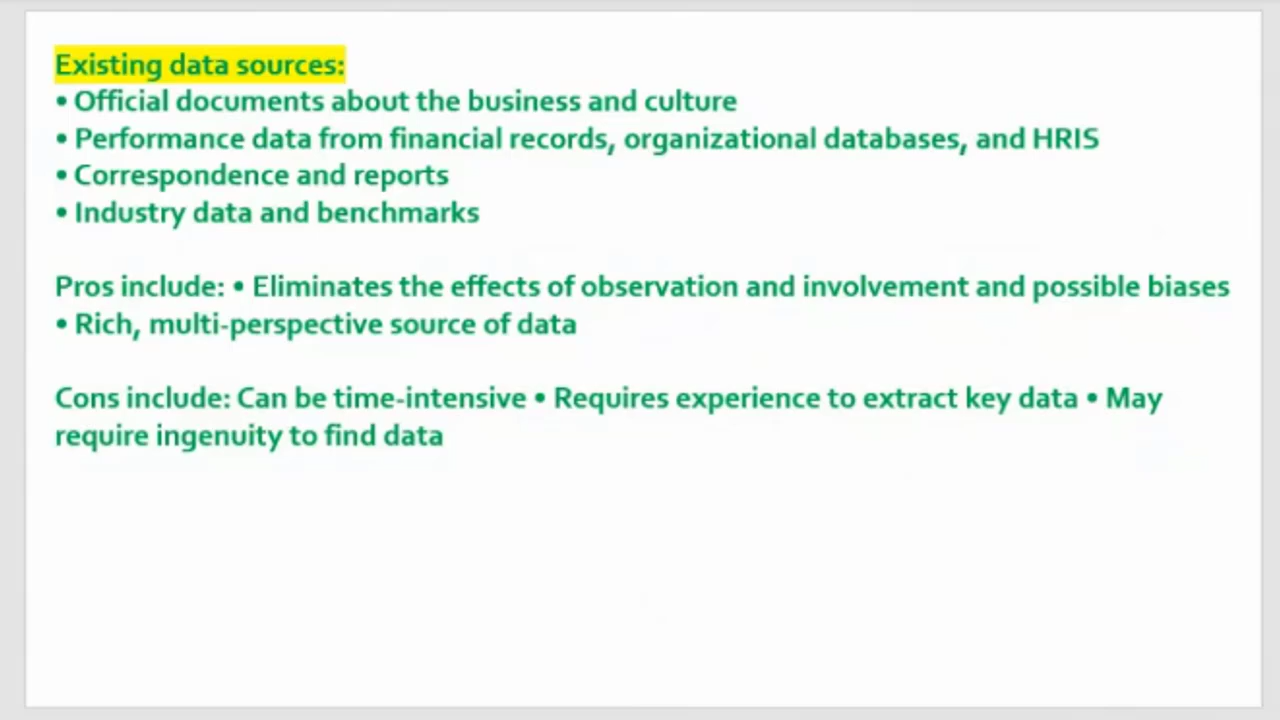 Existing data sources:
• Official documents about the business and culture
• Performance data from financial records, organizational databases, and HRIS
• Correspondence and reports
• Industry data and benchmarks
Pros include: • Eliminates the effects of observation and involvement and possible biases
• Rich, multi-perspective source of data
Cons include: Can be time-intensive • Requires experience to extract key data • May
require ingenuity to find data